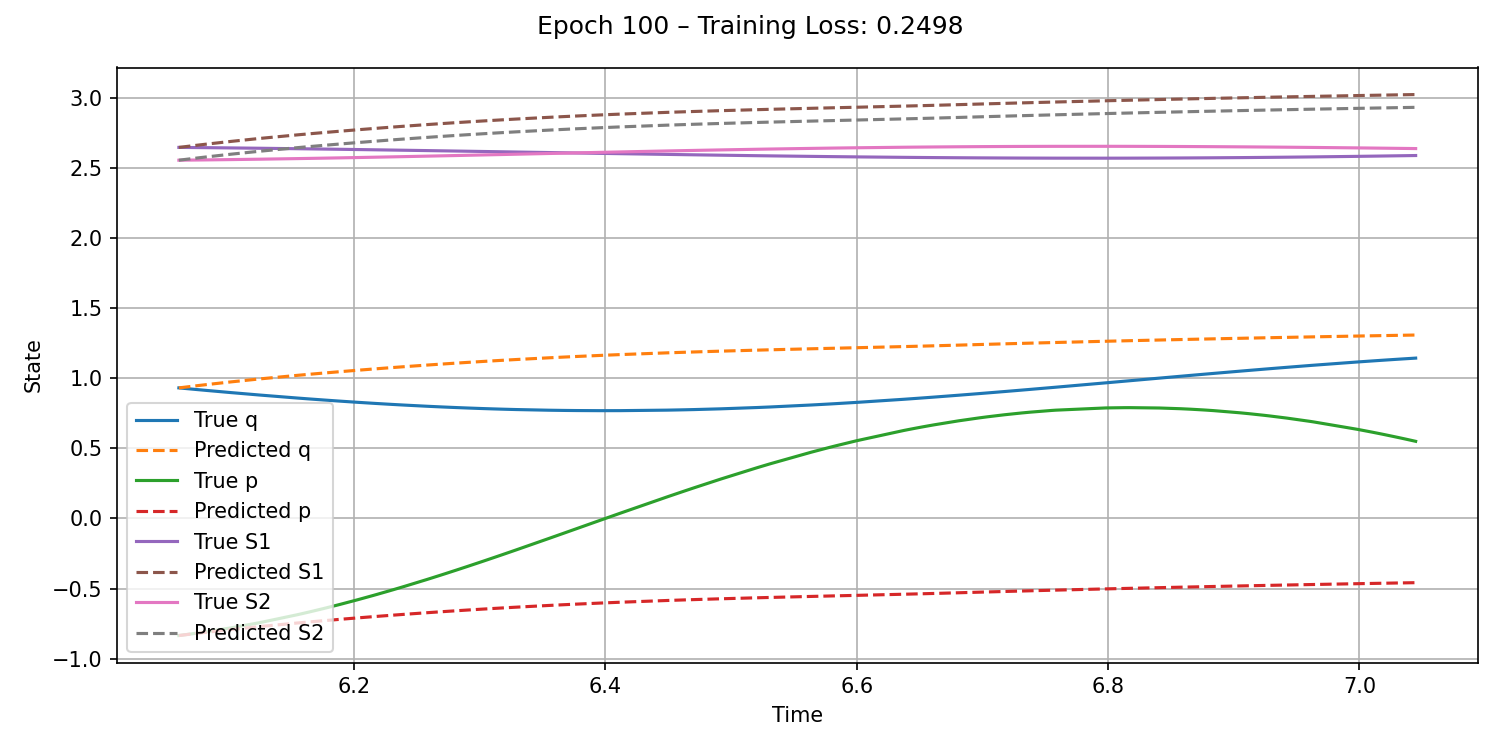 Epoch 100 – Training Loss: 0.2498
3.0
2.5
2.0
1.5
1.0
0.5
0.0
−0.5
−1.0
State
True q
Predicted q
True p
Predicted p
True S1
Predicted S1
True S2
Predicted S2
6.2 6.4 6.6 6.8 7.0
Time